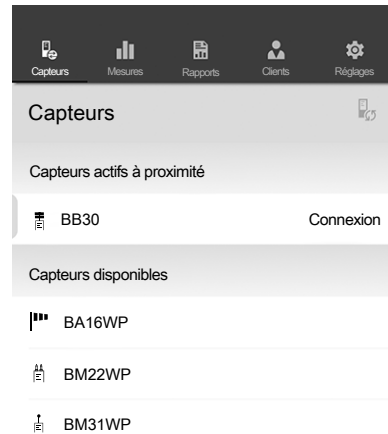 Capteurs Mesures Rapports Clients Réglages
Capteurs
Capteurs actifs à proximité
BB30 Connexion
Capteurs disponibles
BA16WP
BM22WP
BM31WP